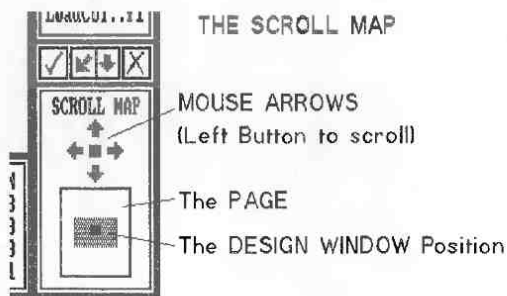 THE SCROLL MAP
SCROLL MAP
MOUSE ARROWS
(Left Button to scroll)
The PAGE
The DESIGN WINDOW Position